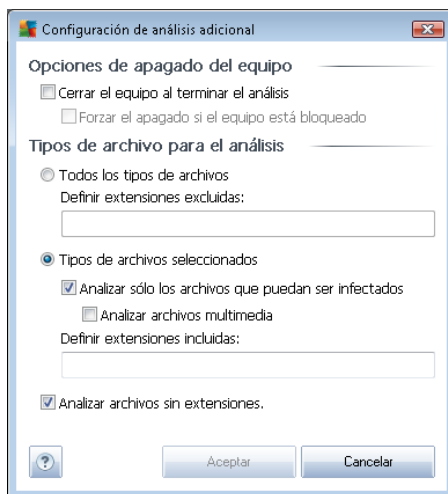 Configuración de análisis adicional
Opciones de apagado del equipo
Cerrar el equipo al terminar el análisis
Forzar el apagado si el equipo está bloqueado
Tipos de archivo para el análisis
Todos los tipos de archivos
Definir extensiones excluidas:
Tipos de archivos seleccionados
Analizar sólo los archivos que puedan ser infectados
Analizar archivos multimedia
Definir extensiones incluidas:
Analizar archivos sin extensiones.
? Aceptar Cancelar